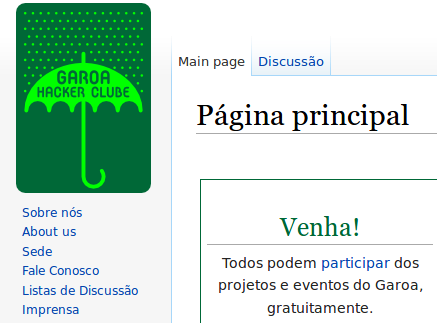 GAROA
HACKER CLUBE
Sobre nós
About us
Sede
Fale Conosco
Listas de Discussão
Imprensa
Main page
Discussão
Página principal
Venha!
Todos podem participar dos
projetos e eventos do Garoa,
gratuitamente.